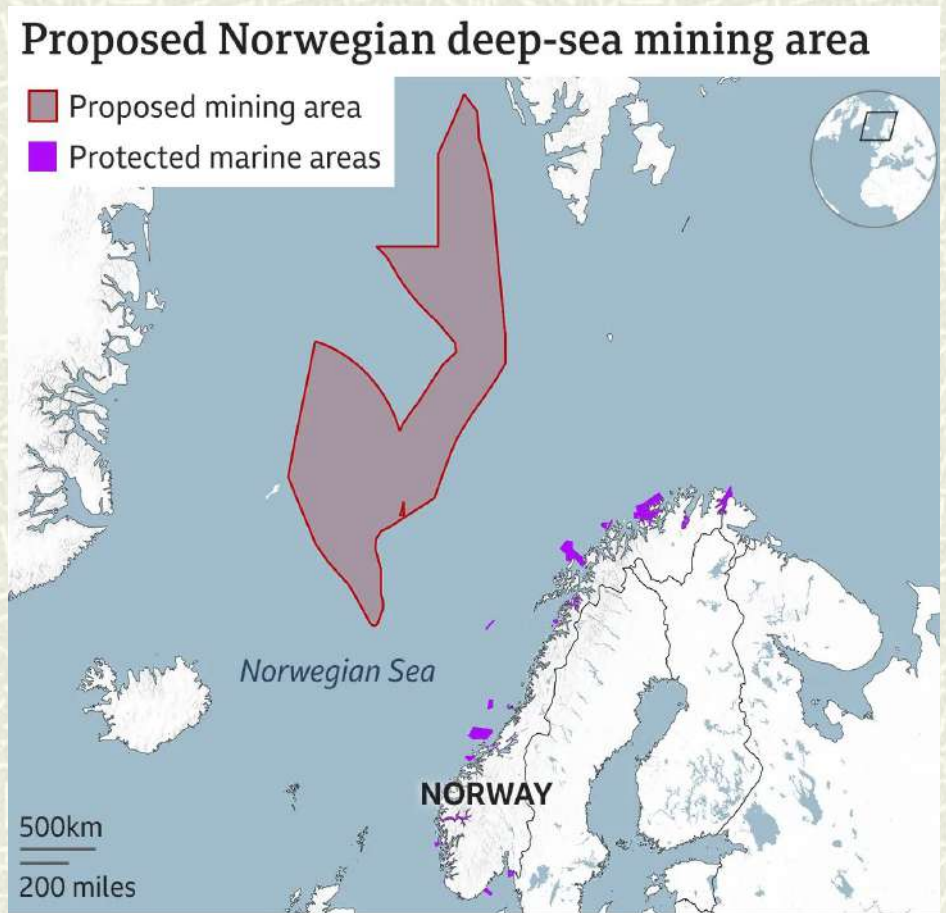 Proposed Norwegian deep-sea mining area
Proposed mining area
Protected marine areas
Norwegian Sea
NORWAY
500km
200 miles